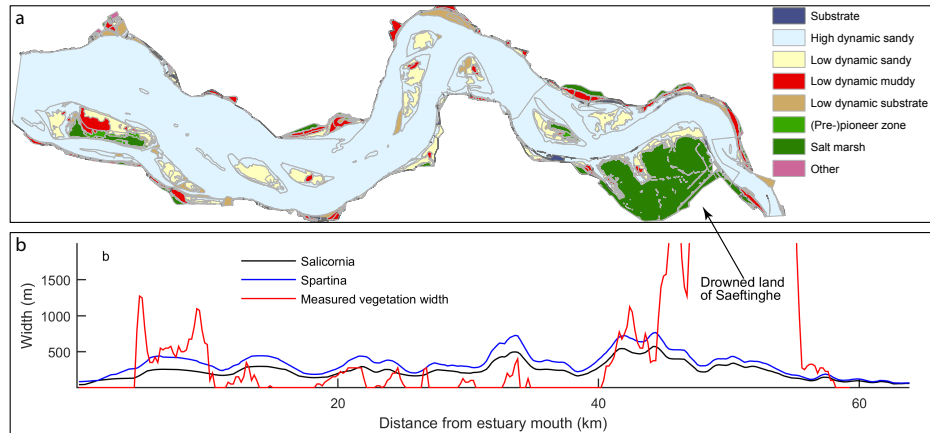 a
Substrate
High dynamic sandy
Low dynamic sandy
Low dynamic muddy
Low dynamic substrate
(Pre-)pioneer zone
Salt marsh
Other
b
b
Salicornia
Spartina
Measured vegetation width
Drowned land
of Saeftinghe
Width (m)
1500
1000
500
20
40
60
Distance from estuary mouth (km)